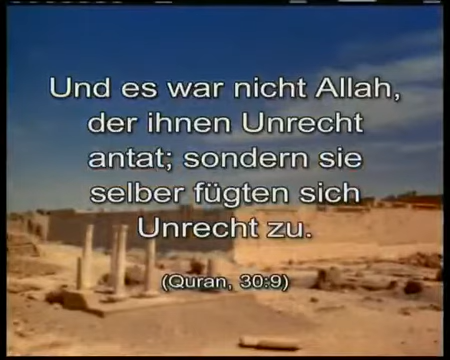 Und es war nicht Allah,
der ihnen Unrecht
antat; sondern sie
selber fügten sich
Unrecht zu.
(Quran, 30:9)